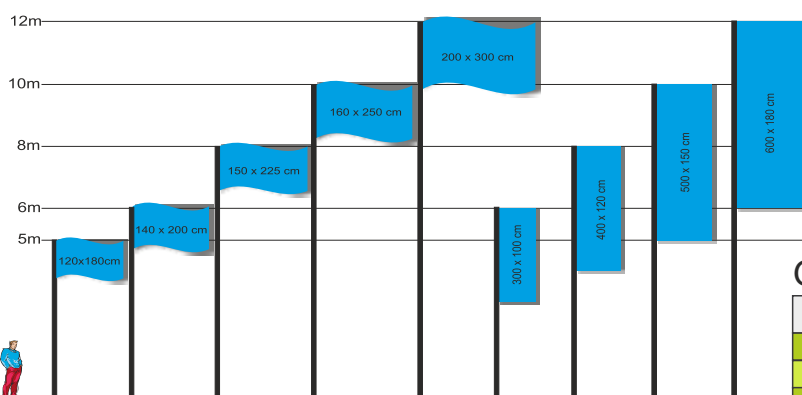 12m
200 x 300 cm
10m
160 x 250 cm
600 x 180 cm
8m
150 x 225 cm
500 x 150 cm
400 x 120 cm
6m
140 x 200 cm
5m
120x180cm
300 x 100 cm